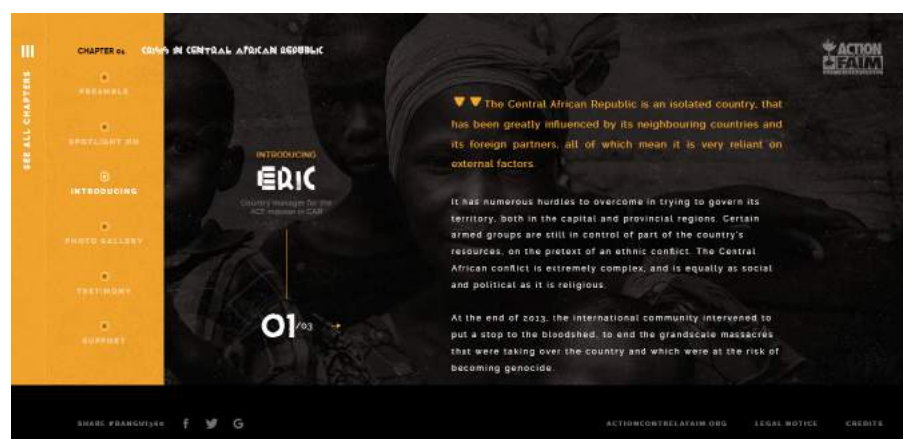 SEE ALL CHAPTERS
CHAPTER 06 CRISIS IN CENTRAL AFRICAN REPUBLIC
PREAMBLE
SPOTLIGHT ON
INTRODUCING
PHOTO GALLERY
TESTIMONY
SUPPORT
INTRODUCING
ERIC
Country manager for the
ACF mission in CAR
01/03
ACTION
FAIM
The Central African Republic is an isolated country, that
has been greatly influenced by its neighbouring countries and
its foreign partners, all of which mean it is very reliant on
external factors.
It has numerous hurdles to overcome in trying to govern its
territory, both in the capital and provincial regions. Certain
armed groups are still in control of part of the country's
resources, on the pretext of an ethnic conflict. The Central
African conflict is extremely complex, and is equally as social
and political as it is religious.
At the end of 2013, the international community intervened to
put a stop to the bloodshed, to end the grandscale massacres
that were taking over the country and which were at the risk of
becoming genocide.
SHARE #BANGUI360
ACTIONCONTRELAFAIM.ORG LEGAL NOTICE CREDITS